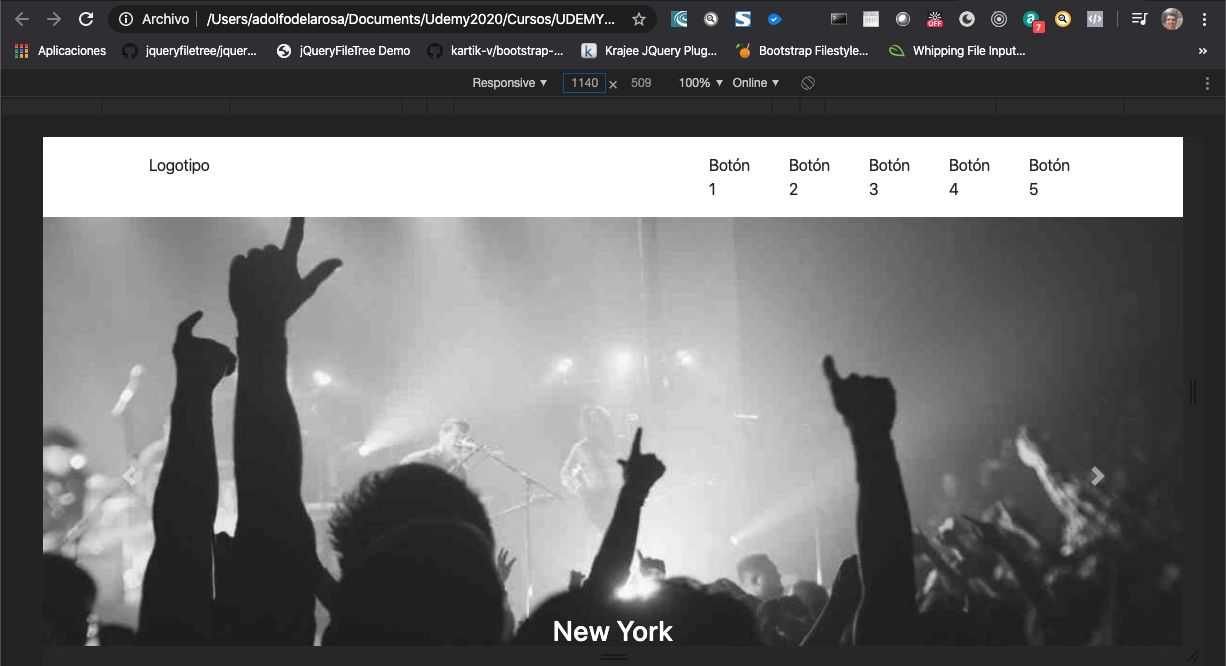 Archivo /Users/adolfodelarosa/Documents/Udemy2020/Cursos/UDEMY...
OFF
a
7
Aplicaciones jqueryfiletree/jquer... jQueryFileTree Demo kartik-v/bootstrap-... k Krajee JQuery Plug... Bootstrap Filestyle... Whipping File Input... »
Responsive ▼ 1140 × 509 100% ▼ Online ▼
Logotipo Botón Botón Botón Botón Botón
1 2 3 4 5
New York